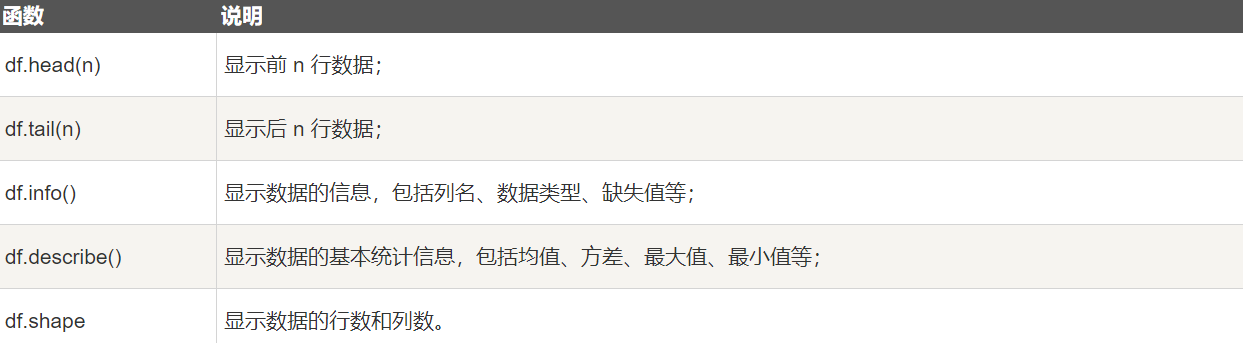 函数 说明
df.head(n) 显示前 n 行数据；
df.tail(n) 显示后 n 行数据；
df.info() 显示数据的信息，包括列名、数据类型、缺失值等；
df.describe() 显示数据的基本统计信息，包括均值、方差、最大值、最小值等；
df.shape 显示数据的行数和列数。